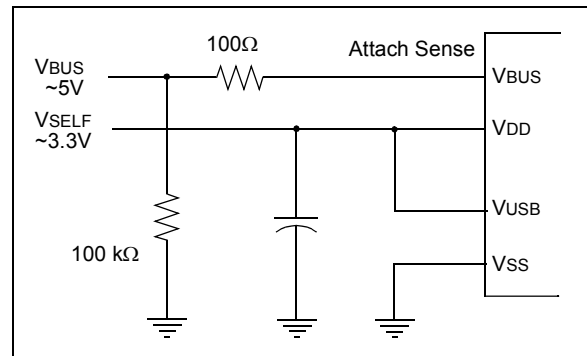 100Ω
Attach Sense
VBUS
~5V
VBUS
VSELF
~3.3V
VDD
100 kΩ
VUSB
VSS